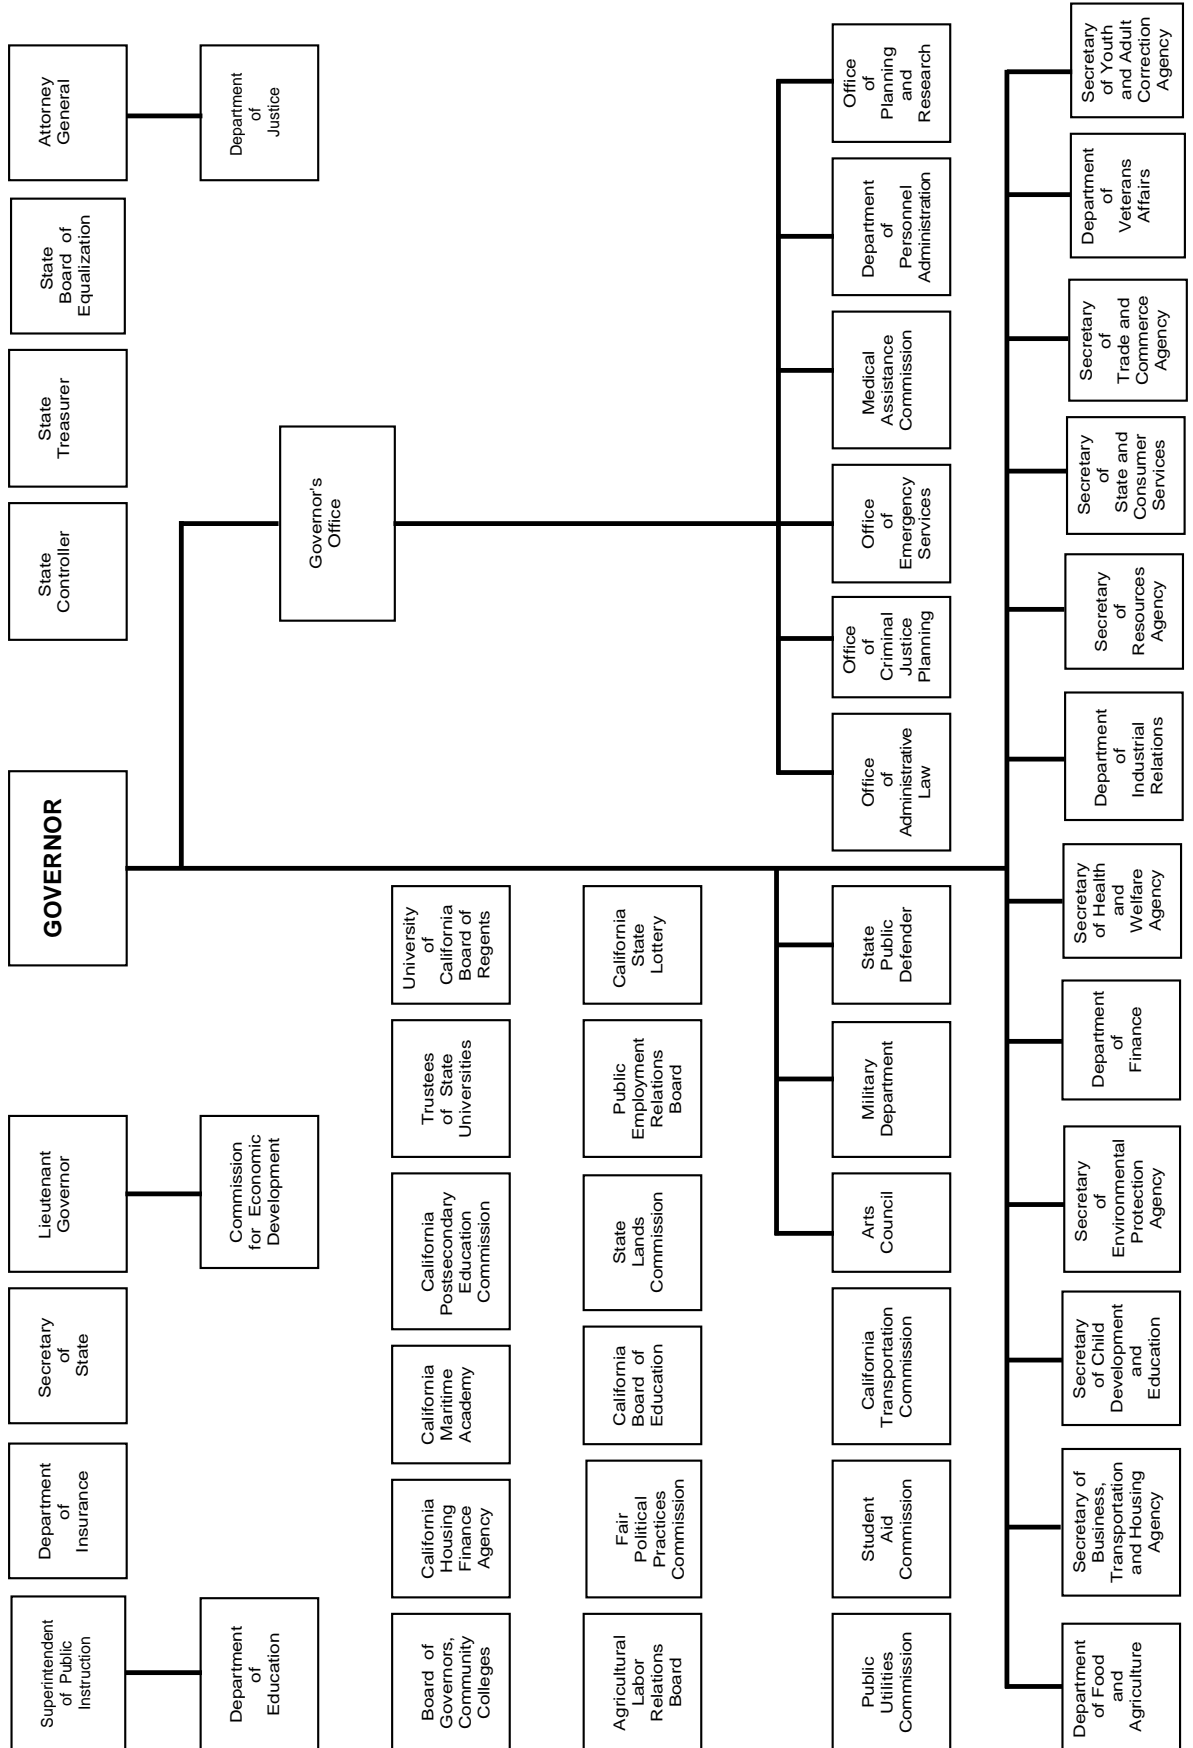 Superintendent
of Public
Instruction
Department
of
Insurance
Secretary
of
State
Lieutenant
Governor
GOVERNOR
State
Controller
State
Treasurer
State
Board of
Equalization
Attorney
General
Department
of
Education
Commission
for Economic
Development
Department
of
Justice
Governor's
Office
Board of
Governors,
Community
Colleges
California
Housing
Finance
Agency
California
Maritime
Academy
California
Postsecondary
Education
Commission
Trustees
of State
Universities
University
of
California
Board of
Regents
Agricultural
Labor
Relations
Board
Fair
Political
Practices
Commission
California
Board of
Education
State
Lands
Commission
Public
Employment
Relations
Board
California
State
Lottery
Public
Utilities
Commission
Student
Aid
Commission
California
Transportation
Commission
Arts
Council
Military
Department
State
Public
Defender
Office
of
Administrative
Law
Office
of
Criminal
Justice
Planning
Office
of
Emergency
Services
Medical
Assistance
Commission
Department
of
Personnel
Administration
Office
of
Planning
and
Research
Department
of Food
and
Agriculture
Secretary of
Business,
Transportation
and Housing
Agency
Secretary
of Child
Development
and
Education
Secretary
of
Environmental
Protection
Agency
Department
of
Finance
Secretary
of Health
and
Welfare
Agency
Department
of
Industrial
Relations
Secretary
of
Resources
Agency
Secretary
of
State and
Consumer
Services
Secretary
of
Trade and
Commerce
Agency
Department
of
Veterans
Affairs
Secretary
of Youth
and Adult
Correction
Agency